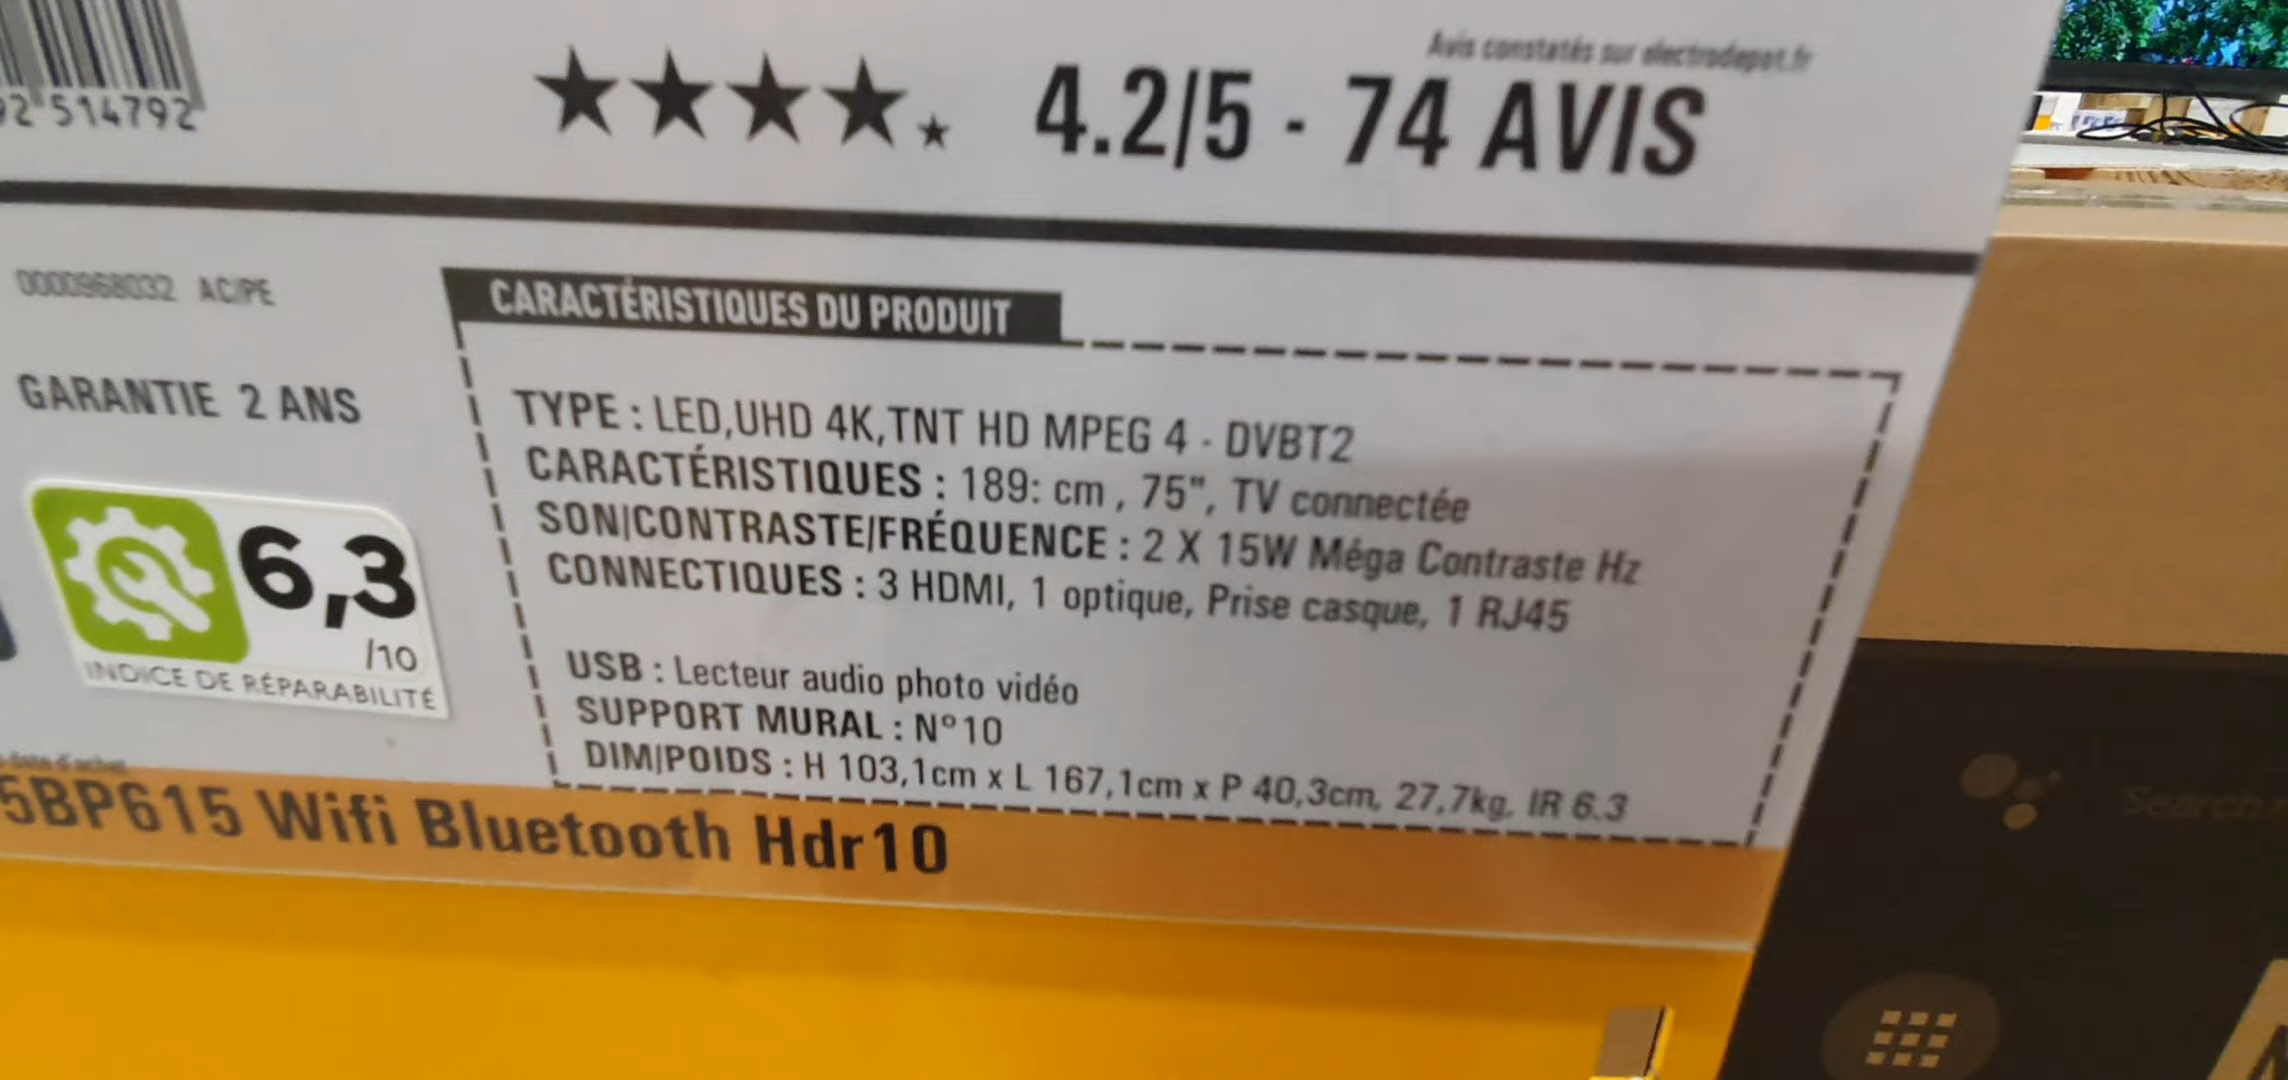 2 514792
Avis constatés sur electrodepot.fr
4.2/5 - 74 AVIS
0000968032 AC/PE
GARANTIE 2 ANS
6,3
/10
INDICE DE RÉPARABILITÉ
CARACTÉRISTIQUES DU PRODUIT
TYPE : LED,UHD 4K,TNT HD MPEG 4 - DVBT2
CARACTÉRISTIQUES : 189: cm , 75", TV connectée
SON/CONTRASTE/FRÉQUENCE : 2 X 15W Méga Contraste Hz
CONNECTIQUES : 3 HDMI, 1 optique, Prise casque, 1 RJ45
USB : Lecteur audio photo vidéo
SUPPORT MURAL : N°10
DIM/POIDS : H 103,1cm x L 167,1cm x P 40,3cm, 27,7kg, IR 6.3
date d'achat
5BP615 Wifi Bluetooth Hdr10
Search